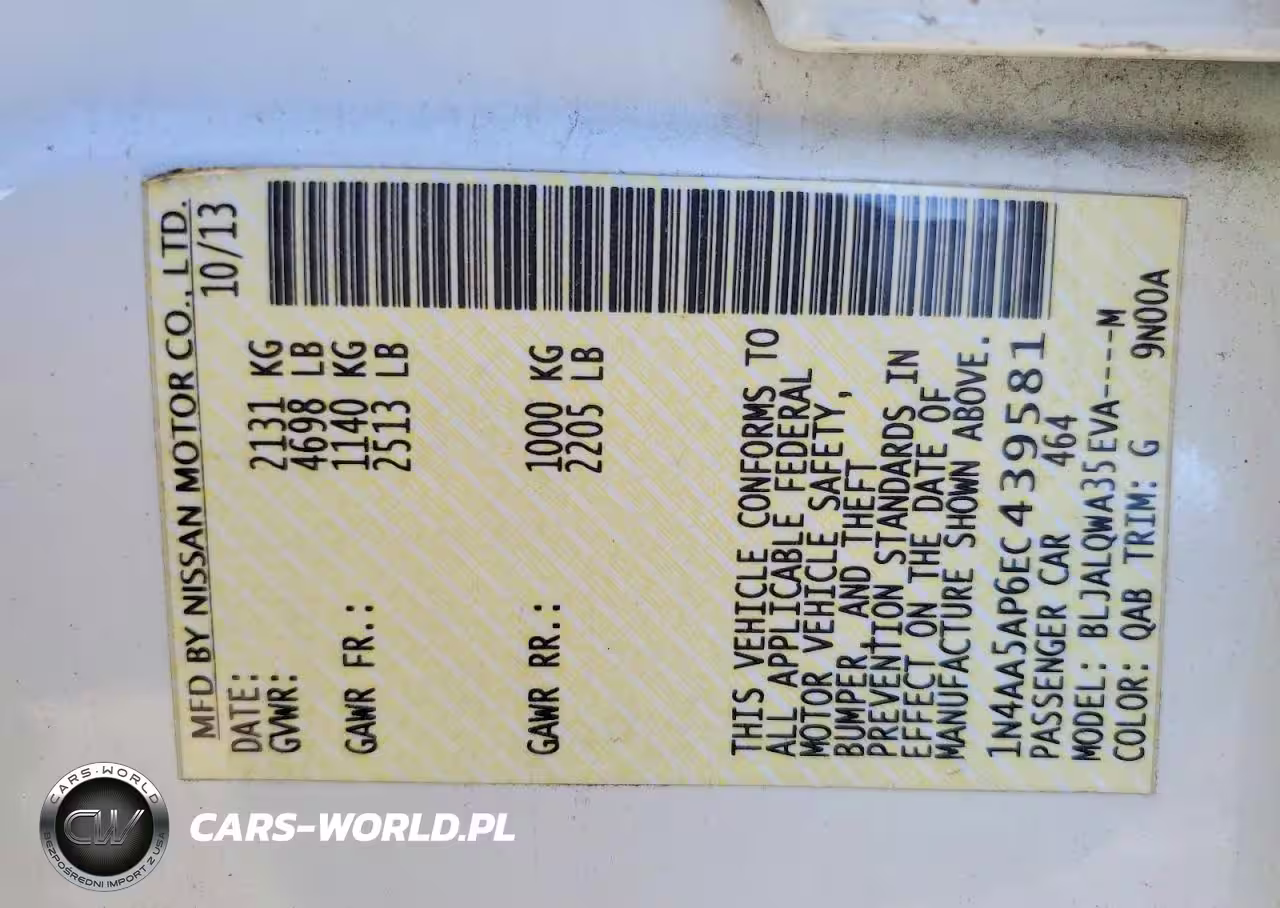 MFD BY NISSAN MOTOR CO., LTD.
DATE: 10/13
GVWR: 2131 KG
4698 LB
GAWR FR.: 1140 KG
2513 LB
GAWR RR.: 1000 KG
2205 LB
THIS VEHICLE CONFORMS TO
ALL APPLICABLE FEDERAL
MOTOR VEHICLE SAFETY,
BUMPER, AND THEFT
PREVENTION STANDARDS IN
EFFECT ON THE DATE OF
MANUFACTURE SHOWN ABOVE.
1N4AA5AP6EC439581
PASSENGER CAR 464
MODEL: BLJALQWA35EVA----M
COLOR: QAB TRIM: G 9N00A
CARS-WORLD
CW
BEZPOŚREDNI IMPORT Z USA
CARS-WORLD.PL